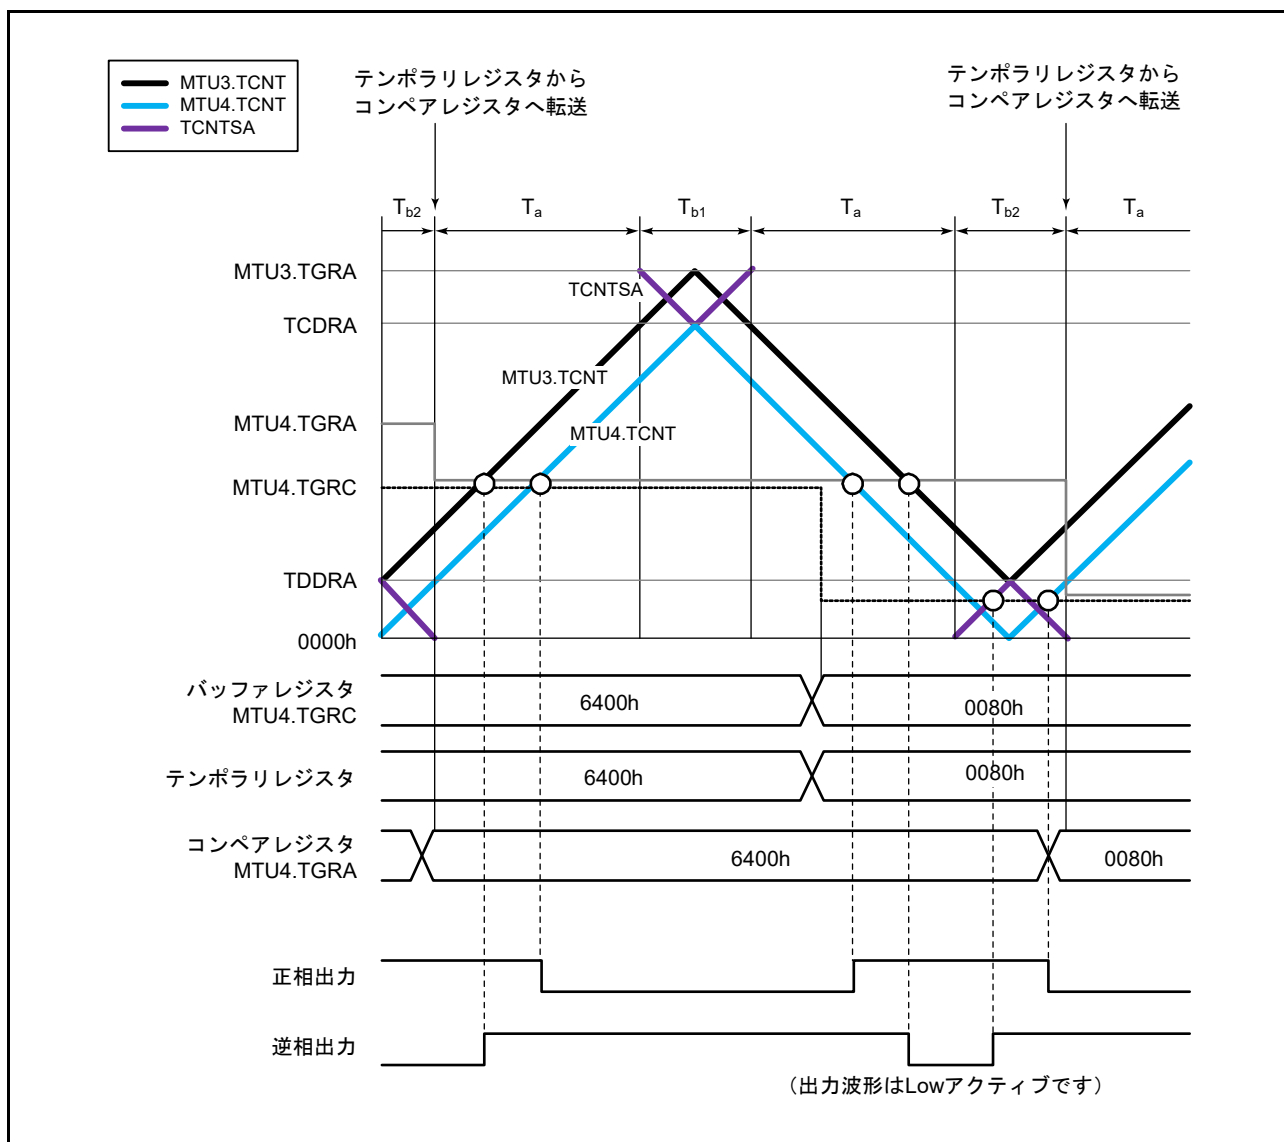 MTU3.TCNT
MTU4.TCNT
TCNTSA
テンポラリレジスタから
コンペアレジスタへ転送
テンポラリレジスタから
コンペアレジスタへ転送
Tb2
Ta
Tb1
Ta
Tb2
Ta
MTU3.TGRA
TCNTSA
TCDRA
MTU3.TCNT
MTU4.TGRA
MTU4.TCNT
MTU4.TGRC
TDDRA
0000h
バッファレジスタ
MTU4.TGRC
6400h
0080h
テンポラリレジスタ
6400h
0080h
コンペアレジスタ
MTU4.TGRA
6400h
0080h
正相出力
逆相出力
（出力波形はLowアクティブです）